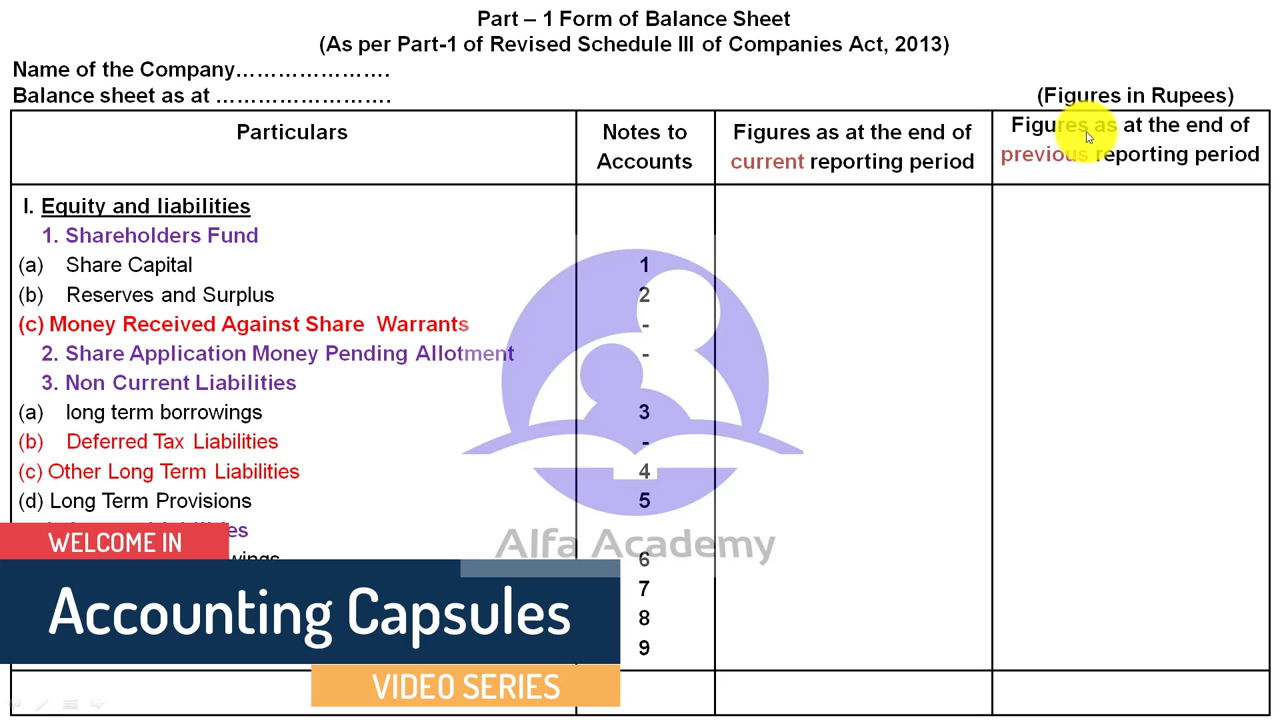 Part – 1 Form of Balance Sheet
(As per Part-1 of Revised Schedule III of Companies Act, 2013)
Name of the Company………………….
Balance sheet as at …………………….
(Figures in Rupees)
Particulars
Notes to
Accounts
Figures as at the end of
current reporting period
Figures as at the end of
previous reporting period
I. Equity and liabilities
1. Shareholders Fund
(a) Share Capital 1
(b) Reserves and Surplus 2
(c) Money Received Against Share Warrants -
2. Share Application Money Pending Allotment -
3. Non Current Liabilities
(a) long term borrowings 3
(b) Deferred Tax Liabilities -
(c) Other Long Term Liabilities 4
(d) Long Term Provisions 5
6
7
8
9
Alfa Academy
WELCOME IN
Accounting Capsules
VIDEO SERIES